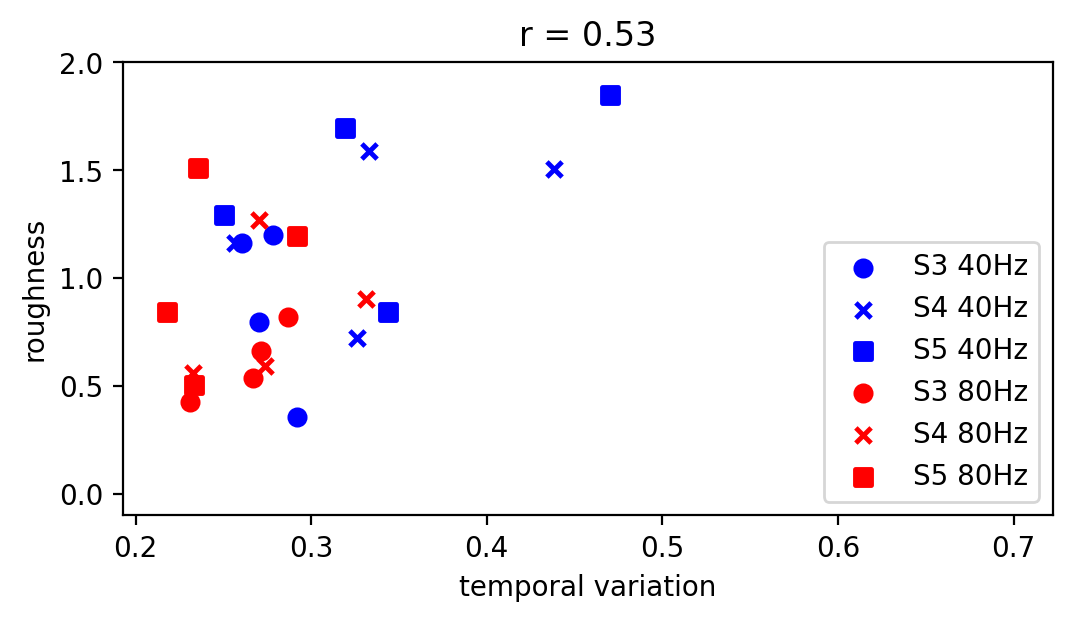 r = 0.53
2.0
1.5
1.0
0.5
0.0
roughness
S3 40Hz
S4 40Hz
S5 40Hz
S3 80Hz
S4 80Hz
S5 80Hz
0.2 0.3 0.4 0.5 0.6 0.7
temporal variation